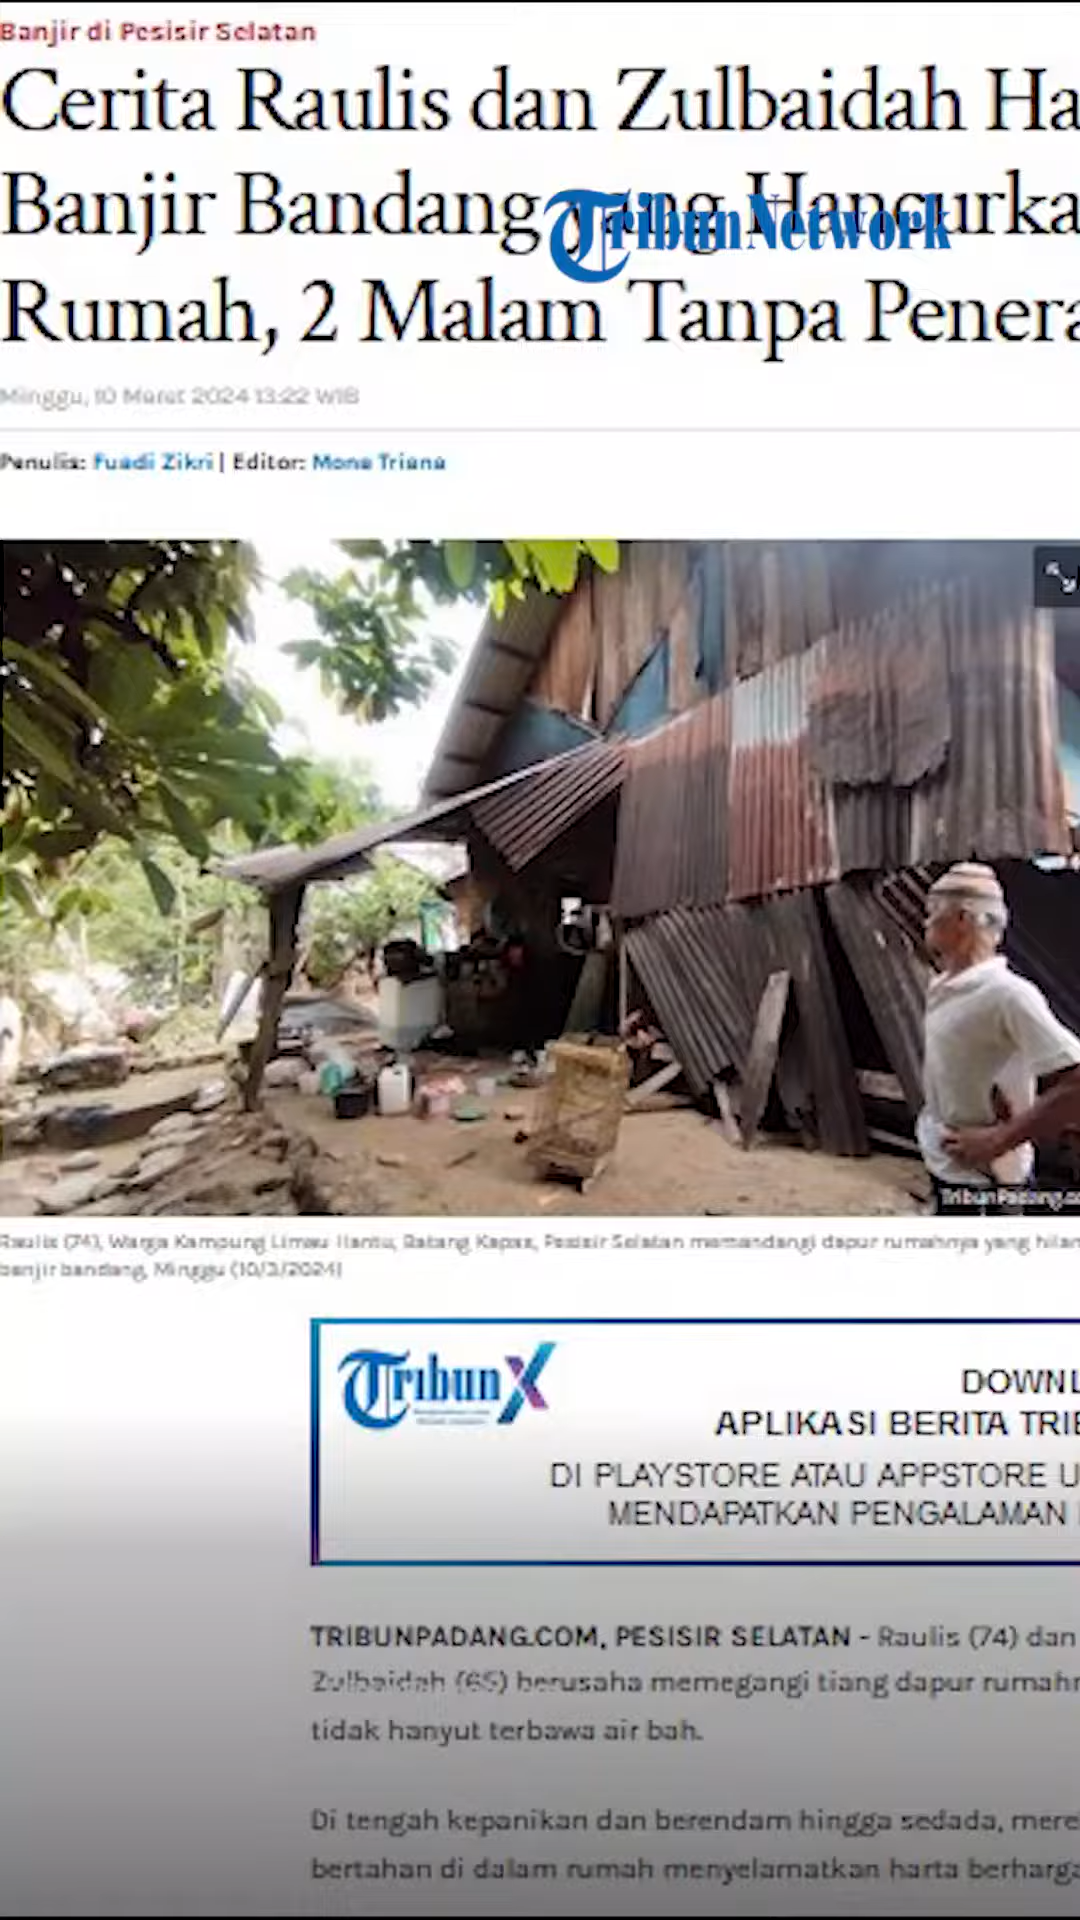 Banjir di Pesisir Selatan
Cerita Raulis dan Zulbaidah Ha
Banjir Bandang yang Hancurka
TribunNetwork
Rumah, 2 Malam Tanpa Penera
Minggu, 10 Maret 2024 13:22 WIB
Penulis: Fuadi Zikri | Editor: Mona Triana
TribunPadang.co
Raulis (74), Warga Kampung Limau Hantu, Batang Kapas, Pesisir Selatan memandangi dapur rumahnya yang hilan
banjir bandang, Minggu (10/3/2024)
TribunX
DOWNL
APLIKASI BERITA TRIB
DI PLAYSTORE ATAU APPSTORE U
MENDAPATKAN PENGALAMAN
TRIBUNPADANG.COM, PESISIR SELATAN - Raulis (74) dan
Zulbaidah (65) berusaha memegangi tiang dapur rumahn
tidak hanyut terbawa air bah.
Di tengah kepanikan dan berendam hingga sedada, mere
bertahan di dalam rumah menyelamatkan harta berharga